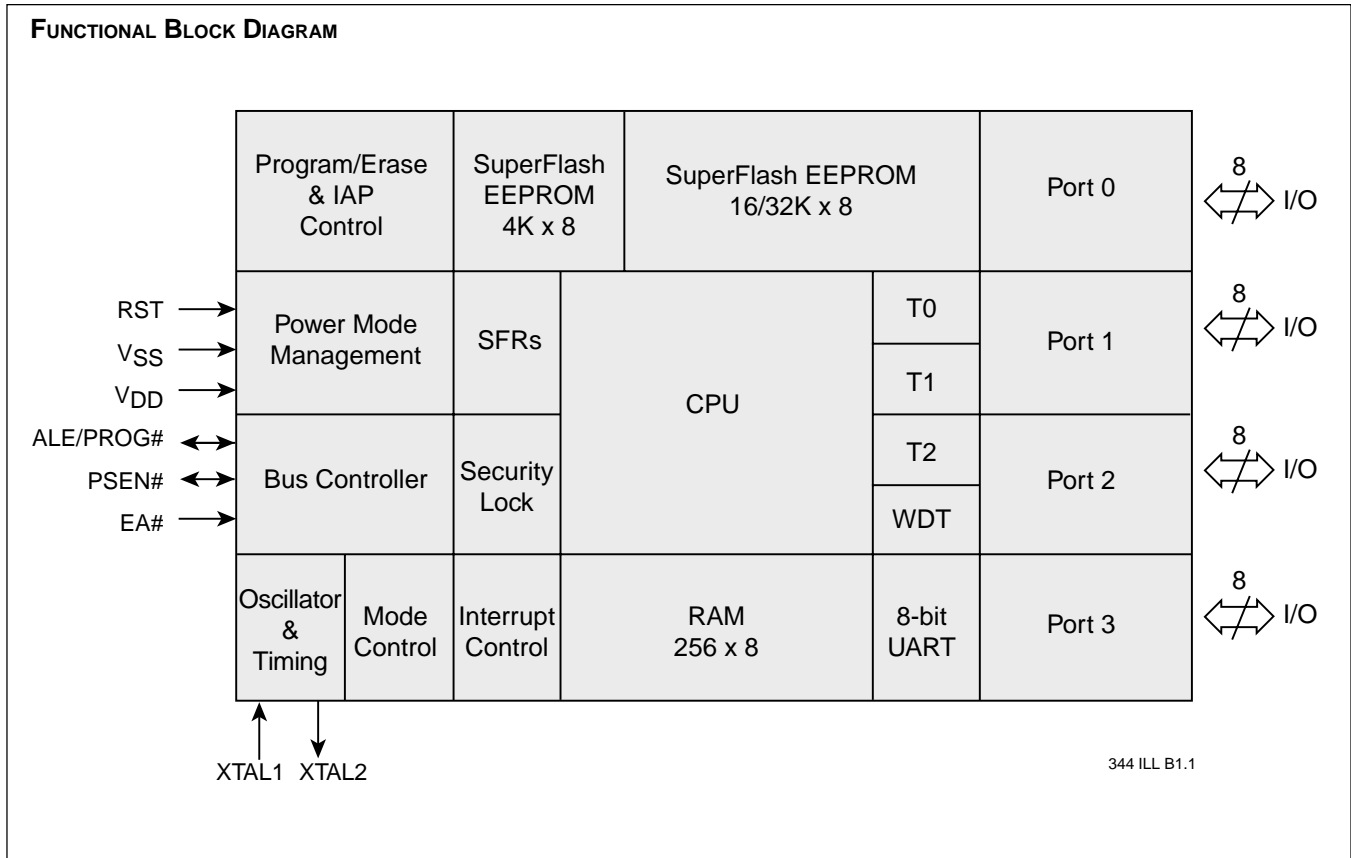 FUNCTIONAL BLOCK DIAGRAM
Program/Erase
& IAP
Control
SuperFlash
EEPROM
4K x 8
SuperFlash EEPROM
16/32K x 8
Port 0
8
I/O
RST
VSS
VDD
Power Mode
Management
SFRs
CPU
T0
T1
Port 1
8
I/O
ALE/PROG#
PSEN#
EA#
Bus Controller
Security
Lock
T2
WDT
Port 2
8
I/O
Oscillator
&
Timing
Mode
Control
Interrupt
Control
RAM
256 x 8
8-bit
UART
Port 3
8
I/O
XTAL1 XTAL2
344 ILL B1.1